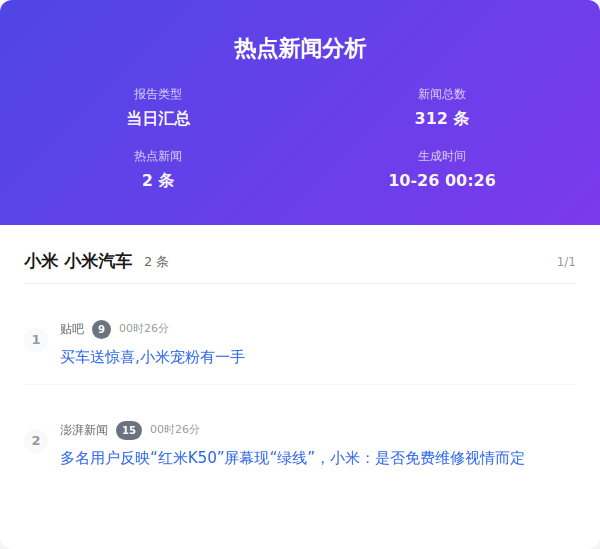 热点新闻分析
报告类型
当日汇总
新闻总数
312 条
热点新闻
2 条
生成时间
10-26 00:26
小米 小米汽车 2 条 1/1
1
贴吧 9 00时26分
买车送惊喜,小米宠粉有一手
2
澎湃新闻 15 00时26分
多名用户反映“红米K50”屏幕现“绿线”，小米：是否免费维修视情而定